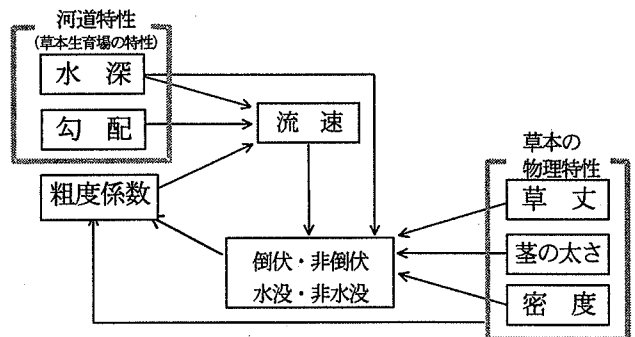 河道特性
(草本生育場の特性)
水 深
勾 配
流 速
粗度係数
倒伏・非倒伏
水没・非水没
草本の
物理特性
草 丈
茎の太さ
密 度